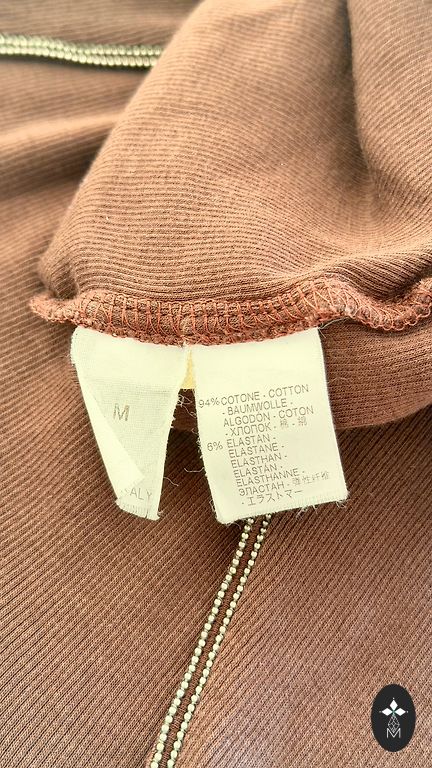 M
ALY
94% COTONE - COTTON
- BAUMWOLLE -
ALGODÓN - COTON
- ХЛОПОК - 棉 - 綿
6% ELASTAN -
ELASTANE -
ELASTHAN -
ELASTÁN -
ELASTHANNE -
ЭЛАСТАН - 弹性纤维
- エラストマー -
M